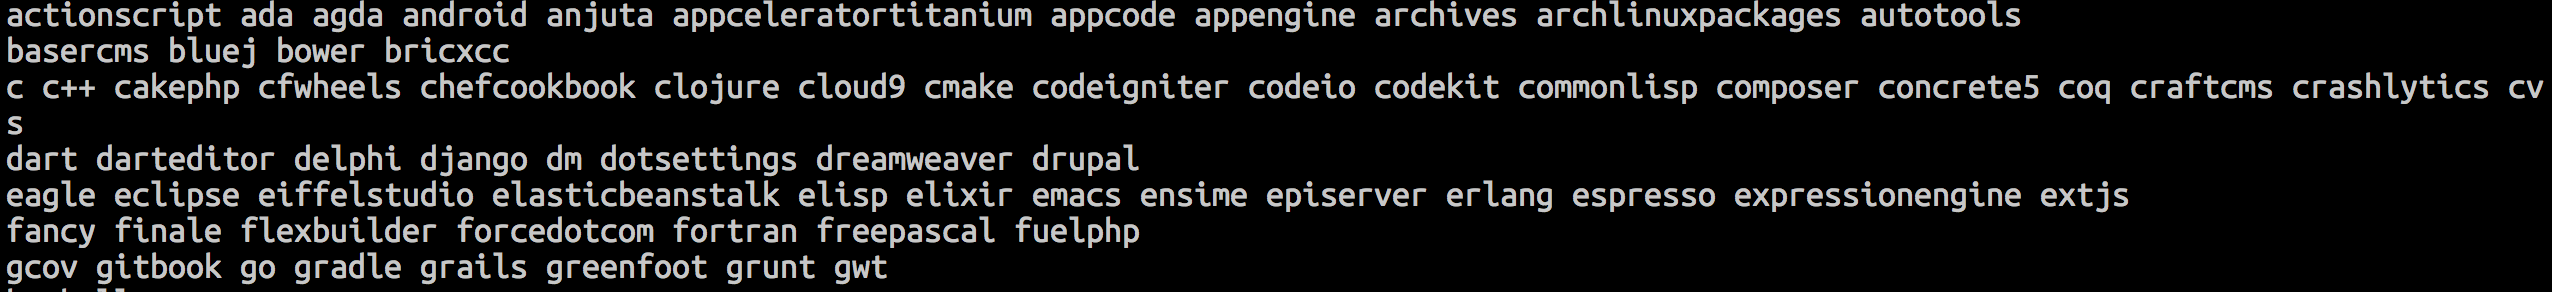 actionscript ada agda android anjuta appceleratortitanium appcode appengine archives archlinuxpackages autotools
basercms bluej bower bricxcc
c c++ cakephp cfwheels chefcookbook clojure cloud9 cmake codeigniter codeio codekit commonlisp composer concrete5 coq craftcms crashlytics cv
s
dart darteditor delphi django dm dotsettings dreamweaver drupal
eagle eclipse eiffelstudio elasticbeanstalk elisp elixir emacs ensime episerver erlang espresso expressionengine extjs
fancy finale flexbuilder forcedotcom fortran freepascal fuelphp
gcov gitbook go gradle grails greenfoot grunt gwt